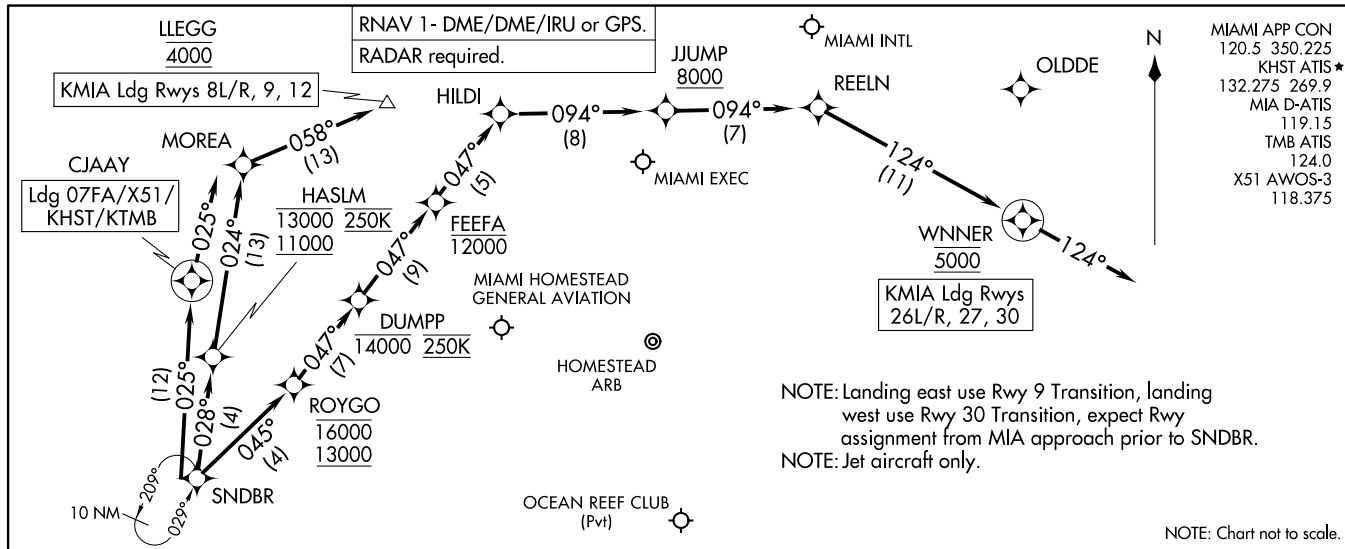 RNAV 1- DME/DME/IRU or GPS.
RADAR required.
LLEGG
4000
KMIA Ldg Rwys 8L/R, 9, 12
MIAMI INTL
JJUMP
8000
REELN
OLDDE
N
MIAMI APP CON
120.5 350.225
KHST ATIS★
132.275 269.9
MIA D-ATIS
119.15
TMB ATIS
124.0
X51 AWOS-3
118.375
HILDI
094°
(8)
094°
(7)
MOREA
058°
(13)
CJAAY
Ldg 07FA/X51/
KHST/KTMB
025°
024°
(13)
HASLM
13000 250K
11000
047°
(5)
FEEFA
12000
MIAMI EXEC
124°
(11)
WNNER
5000
124°
KMIA Ldg Rwys
26L/R, 27, 30
047°
(9)
MIAMI HOMESTEAD
GENERAL AVIATION
DUMPP
14000 250K
HOMESTEAD
ARB
047°
(7)
(12)
025°
028°
(4)
ROYGO
16000
13000
045°
(4)
SNDBR
10 NM
209°
029°
OCEAN REEF CLUB
(Pvt)
NOTE: Landing east use Rwy 9 Transition, landing
west use Rwy 30 Transition, expect Rwy
assignment from MIA approach prior to SNDBR.
NOTE: Jet aircraft only.
NOTE: Chart not to scale.